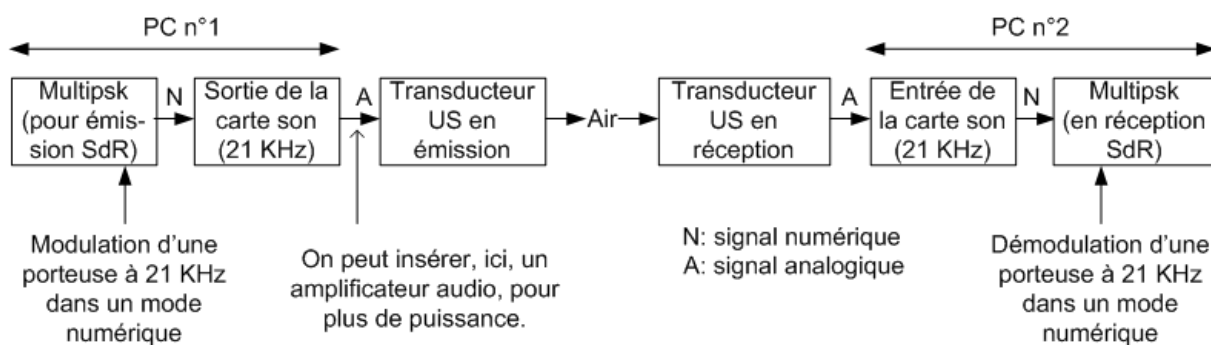 PC n°1
PC n°2
Multipsk
(pour émis-
sion SdR)
N
Sortie de la
carte son
(21 KHz)
A
Transducteur
US en
émission
Air
Transducteur
US en
réception
A
Entrée de
la carte son
(21 KHz)
N
Multipsk
(en réception
SdR)
Modulation d'une
porteuse à 21 KHz
dans un mode
numérique
On peut insérer, ici, un
amplificateur audio, pour
plus de puissance.
N: signal numérique
A: signal analogique
Démodulation d'une
porteuse à 21 KHz
dans un mode
numérique